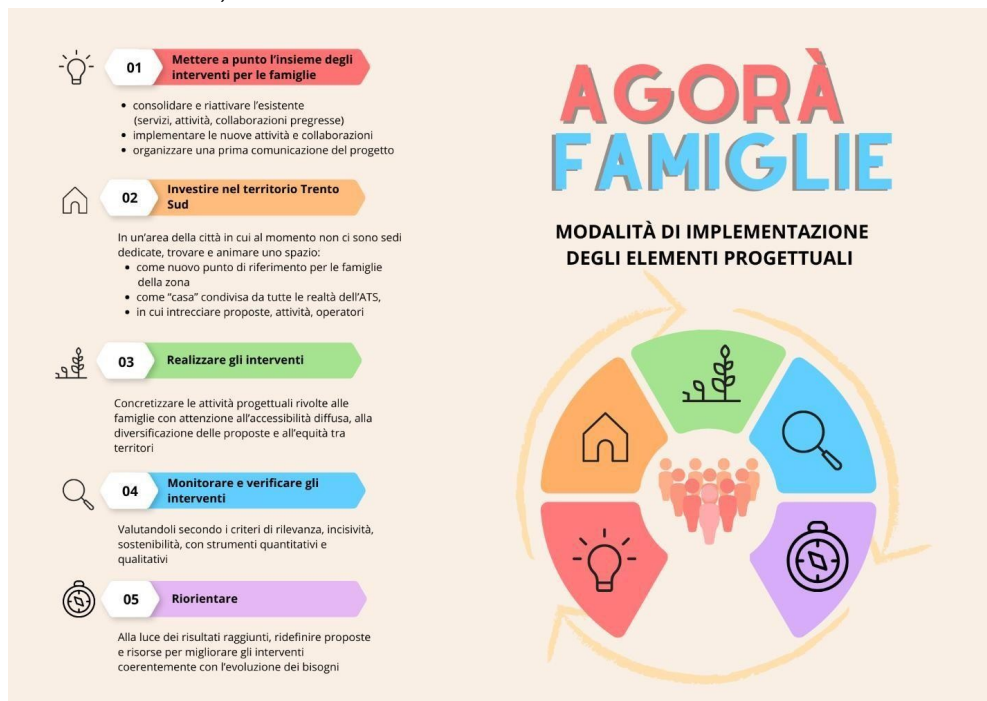 01
Mettere a punto l'insieme degli
interventi per le famiglie
• consolidare e riattivare l'esistente
(servizi, attività, collaborazioni pregresse)
• implementare le nuove attività e collaborazioni
• organizzare una prima comunicazione del progetto
02
Investire nel territorio Trento
Sud
In un'area della città in cui al momento non ci sono sedi
dedicate, trovare e animare uno spazio:
• come nuovo punto di riferimento per le famiglie
della zona
• come "casa" condivisa da tutte le realtà dell'ATS,
• in cui intrecciare proposte, attività, operatori
03
Realizzare gli interventi
Concretizzare le attività progettuali rivolte alle
famiglie con attenzione all'accessibilità diffusa, alla
diversificazione delle proposte e all'equità tra
territori
04
Monitorare e verificare gli
interventi
Valutandoli secondo i criteri di rilevanza, incisività,
sostenibilità, con strumenti quantitativi e
qualitativi
05
Riorientare
Alla luce dei risultati raggiunti, ridefinire proposte
e risorse per migliorare gli interventi
coerentemente con l'evoluzione dei bisogni
AGORÀ
FAMIGLIE
MODALITÀ DI IMPLEMENTAZIONE
DEGLI ELEMENTI PROGETTUALI